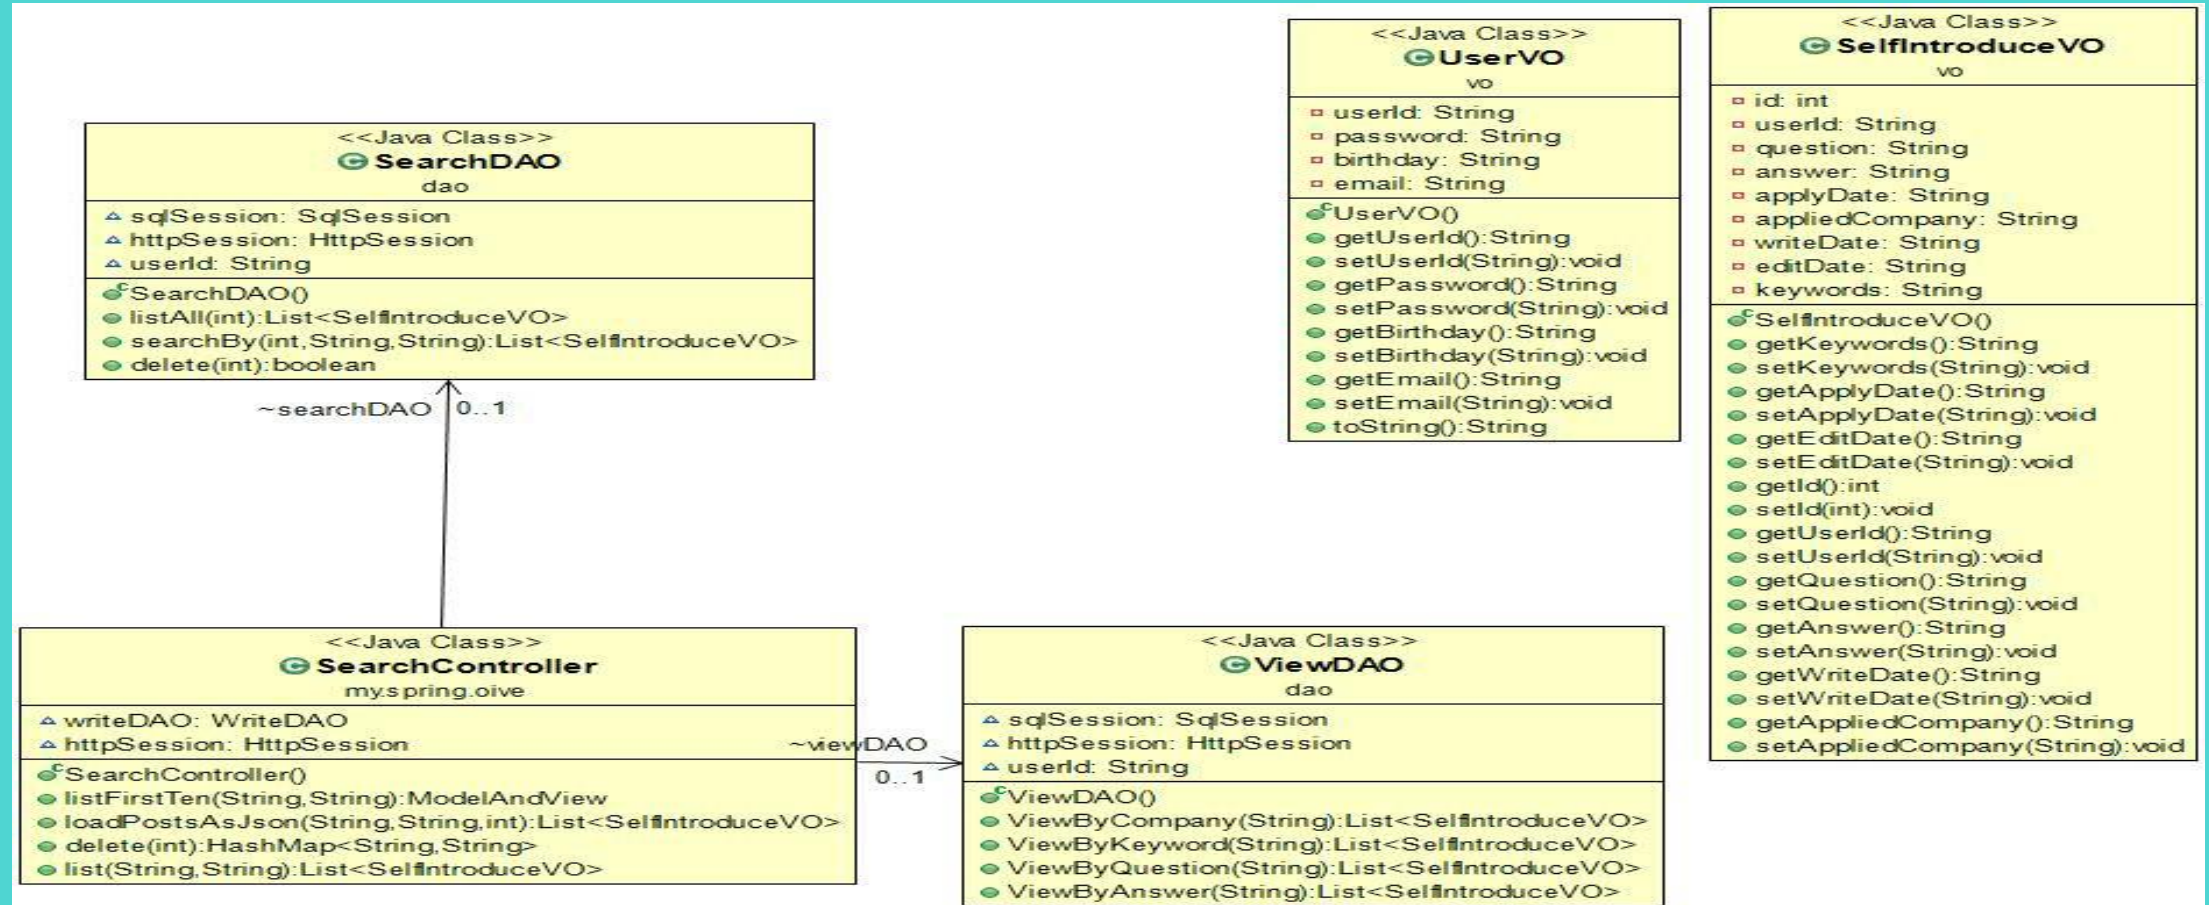 <<Java Class>>
SearchDAO
dao
sqlSession: SqlSession
httpSession: HttpSession
userId: String
SearchDAO()
listAll(int):List<SelfIntroduceVO>
searchBy(int,String,String):List<SelfIntroduceVO>
delete(int):boolean
~searchDAO 0..1
<<Java Class>>
SearchController
my.spring.oive
writeDAO: WriteDAO
httpSession: HttpSession
SearchController()
listFirstTen(String,String):ModelAndView
loadPostsAsJson(String,String,int):List<SelfIntroduceVO>
delete(int):HashMap<String,String>
list(String,String):List<SelfIntroduceVO>
~viewDAO
0..1
<<Java Class>>
ViewDAO
dao
sqlSession: SqlSession
httpSession: HttpSession
userId: String
ViewDAO()
ViewByCompany(String):List<SelfIntroduceVO>
ViewByKeyword(String):List<SelfIntroduceVO>
ViewByQuestion(String):List<SelfIntroduceVO>
ViewByAnswer(String):List<SelfIntroduceVO>
<<Java Class>>
UserVO
vo
userId: String
password: String
birthday: String
email: String
UserVO()
getUserId():String
setUserId(String):void
getPassword():String
setPassword(String):void
getBirthday():String
setBirthday(String):void
getEmail():String
setEmail(String):void
toString():String
<<Java Class>>
SelfIntroduceVO
vo
id: int
userId: String
question: String
answer: String
applyDate: String
appliedCompany: String
writeDate: String
editDate: String
keywords: String
SelfIntroduceVO()
getKeywords():String
setKeywords(String):void
getApplyDate():String
setApplyDate(String):void
getEditDate():String
setEditDate(String):void
getId():int
setId(int):void
getUserId():String
setUserId(String):void
getQuestion():String
setQuestion(String):void
getAnswer():String
setAnswer(String):void
getWriteDate():String
setWriteDate(String):void
getAppliedCompany():String
setAppliedCompany(String):void